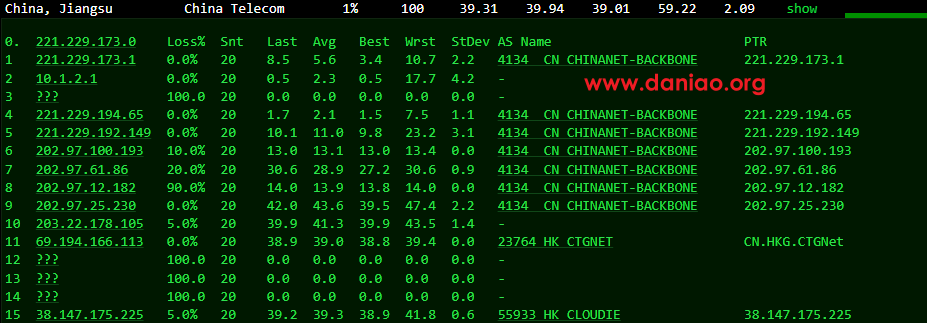 China, Jiangsu China Telecom 1% 100 39.31 39.94 39.01 59.22 2.09 show
0. 221.229.173.0 Loss% Snt Last Avg Best Wrst StDev AS Name PTR
1 221.229.173.1 0.0% 20 8.5 5.6 3.4 10.7 2.2 4134 CN CHINANET-BACKBONE 221.229.173.1
2 10.1.2.1 0.0% 20 0.5 2.3 0.5 17.7 4.2 -
www.daniao.org
3 ??? 100.0 20 0.0 0.0 0.0 0.0 0.0 -
4 221.229.194.65 0.0% 20 1.7 2.1 1.5 7.5 1.1 4134 CN CHINANET-BACKBONE 221.229.194.65
5 221.229.192.149 0.0% 20 10.1 11.0 9.8 23.2 3.1 4134 CN CHINANET-BACKBONE 221.229.192.149
6 202.97.100.193 10.0% 20 13.0 13.1 13.0 13.4 0.0 4134 CN CHINANET-BACKBONE 202.97.100.193
7 202.97.61.86 20.0% 20 30.6 28.9 27.2 30.6 0.9 4134 CN CHINANET-BACKBONE 202.97.61.86
8 202.97.12.182 90.0% 20 14.0 13.9 13.8 14.0 0.0 4134 CN CHINANET-BACKBONE 202.97.12.182
9 202.97.25.230 0.0% 20 42.0 43.6 39.5 47.4 2.2 4134 CN CHINANET-BACKBONE 202.97.25.230
10 203.22.178.105 5.0% 20 39.9 41.3 39.9 43.5 1.4 -
11 69.194.166.113 0.0% 20 38.9 39.0 38.8 39.4 0.0 23764 HK CTGNET CN.HKG.CTGNet
12 ??? 100.0 20 0.0 0.0 0.0 0.0 0.0 -
13 ??? 100.0 20 0.0 0.0 0.0 0.0 0.0 -
14 ??? 100.0 20 0.0 0.0 0.0 0.0 0.0 -
15 38.147.175.225 5.0% 20 39.2 39.3 38.9 41.8 0.6 55933 HK CLOUDIE 38.147.175.225